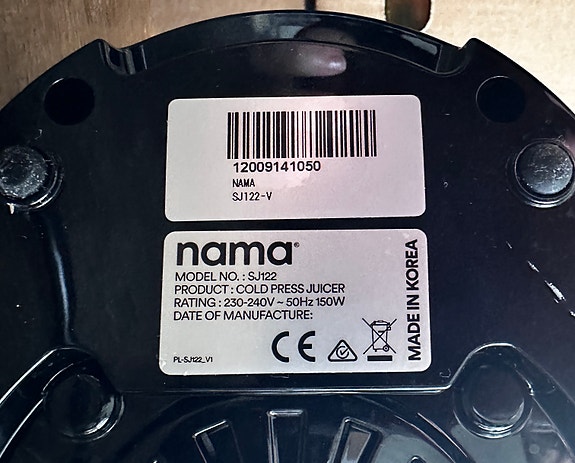 12009141050
NAMA
SJ122-V
nama®
MODEL NO. : SJ122
PRODUCT : COLD PRESS JUICER
RATING : 230-240V ~ 50Hz 150W
DATE OF MANUFACTURE:
CE
PL-SJ122_V1
MADE IN KOREA